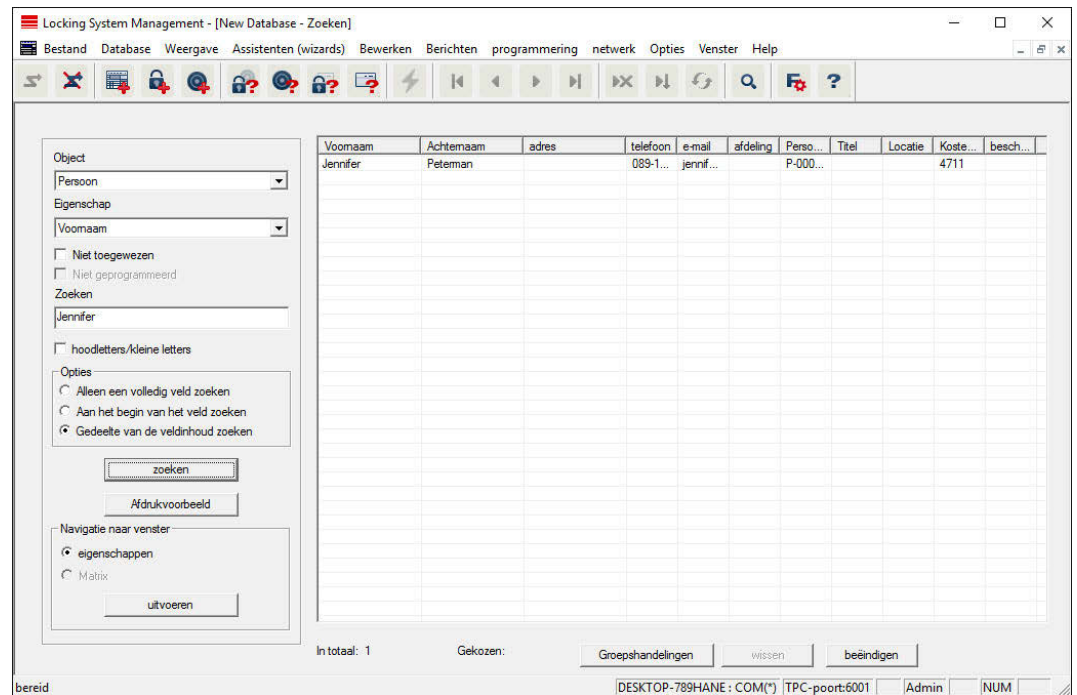 Locking System Management - [New Database - Zoeken]
Bestand Database Weergave Assistenten (wizards) Bewerken Berichten programmering netwerk Opties Venster Help
Object
Persoon
Eigenschap
Voornaam
Niet toegewezen
Niet geprogrammeerd
Zoeken
Jennifer
hoodletters/kleine letters
Opties
Alleen een volledig veld zoeken
Aan het begin van het veld zoeken
Gedeelte van de veldinhoud zoeken
zoeken
Afdrukvoorbeeld
Navigatie naar venster
eigenschappen
Matrix
uitvoeren
Voornaam Achternaam adres telefoon e-mail afdeling Perso... Titel Locatie Koste... besch...
Jennifer Peterman 089-1... jennif... P-000... 4711
In totaal: 1 Gekozen:
Groepshandelingen wissen beëindigen
bereid DESKTOP-789HANE : COM(*) TPC-poort:6001 Admin NUM